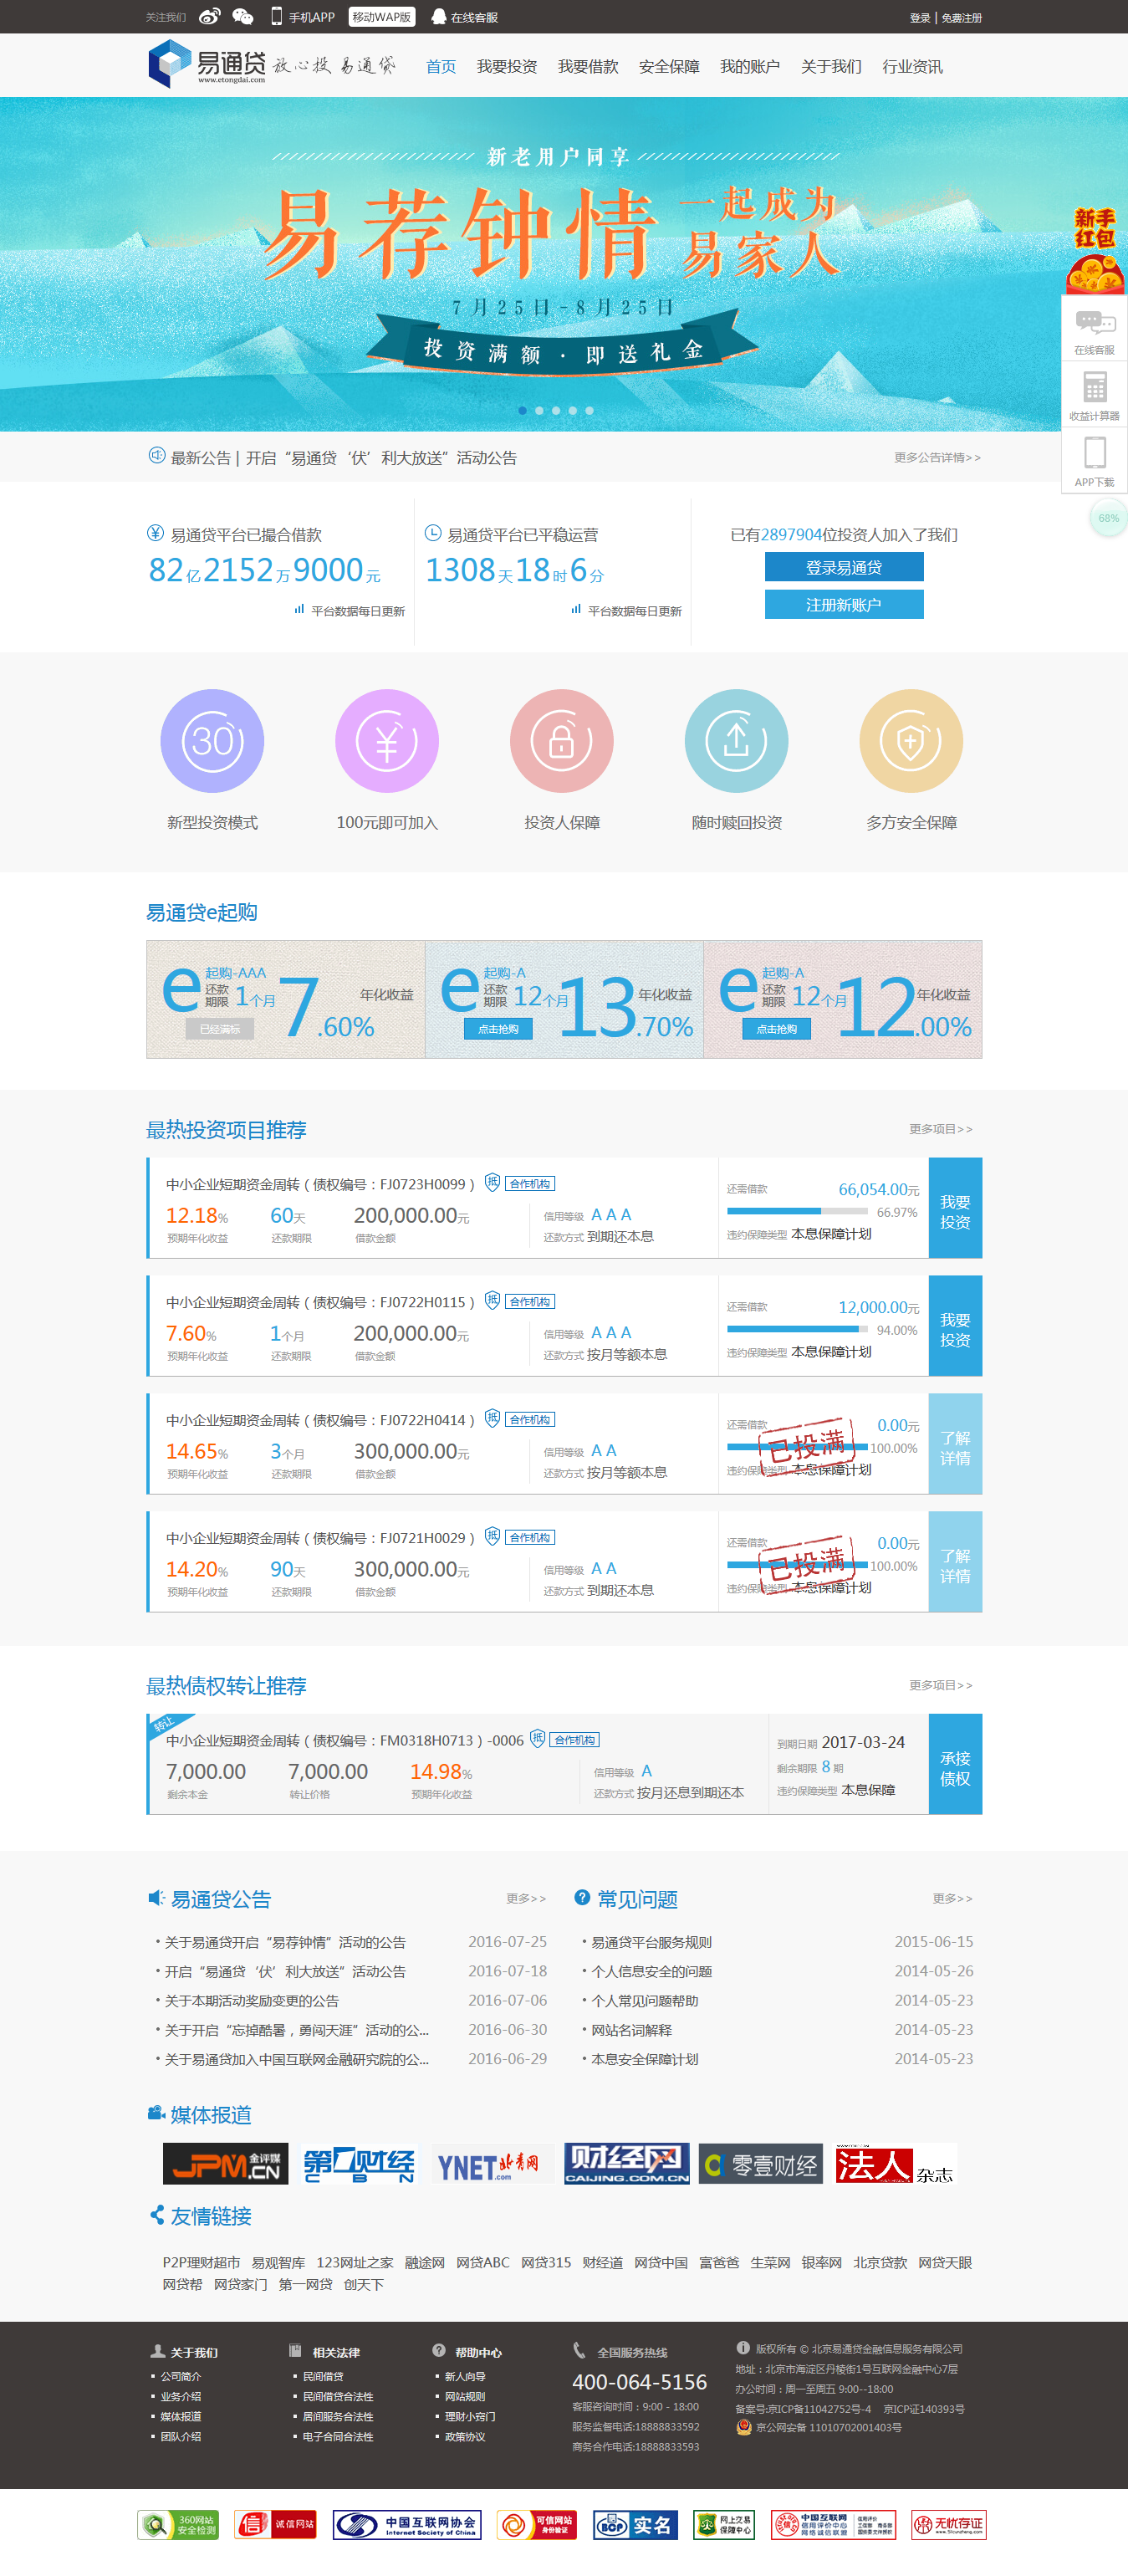 关注我们 手机APP 移动WAP版 在线客服 登录 | 免费注册
易通贷 www.etongdai.com 放心投 易通贷 首页 我要投资 我要借款 安全保障 我的账户 关于我们 行业资讯
新老用户同享
易荐钟情 一起成为
易家人
7月25日-8月25日
投资满额·即送礼金
新手
红包
在线客服
收益计算器
APP下载
68%
最新公告 | 开启“易通贷‘伏’利大放送”活动公告 更多公告详情>>
易通贷平台已撮合借款
82亿2152万9000元
平台数据每日更新
易通贷平台已平稳运营
1308天18时6分
平台数据每日更新
已有2897904位投资人加入了我们
登录易通贷
注册新账户
30
新型投资模式 100元即可加入 投资人保障 随时赎回投资 多方安全保障
易通贷e起购
e起购-AAA
还款期限 1个月 7.60% 年化收益
已经满标
e起购-A
还款期限 12个月 13.70% 年化收益
点击抢购
e起购-A
还款期限 12个月 12.00% 年化收益
点击抢购
最热投资项目推荐 更多项目>>
中小企业短期资金周转（债权编号：FJ0723H0099） 抵 合作机构
12.18% 60天 200,000.00元 信用等级 A A A
预期年化收益 还款期限 借款金额 还款方式 到期还本息
还需借款 66,054.00元
66.97%
违约保障类型 本息保障计划
我要
投资
中小企业短期资金周转（债权编号：FJ0722H0115） 抵 合作机构
7.60% 1个月 200,000.00元 信用等级 A A A
预期年化收益 还款期限 借款金额 还款方式 按月等额本息
还需借款 12,000.00元
94.00%
违约保障类型 本息保障计划
我要
投资
中小企业短期资金周转（债权编号：FJ0722H0414） 抵 合作机构
14.65% 3个月 300,000.00元 信用等级 A A
预期年化收益 还款期限 借款金额 还款方式 按月等额本息
还需借款 0.00元
100.00%
违约保障类型 本息保障计划
已投满
了解
详情
中小企业短期资金周转（债权编号：FJ0721H0029） 抵 合作机构
14.20% 90天 300,000.00元 信用等级 A A
预期年化收益 还款期限 借款金额 还款方式 到期还本息
还需借款 0.00元
100.00%
违约保障类型 本息保障计划
已投满
了解
详情
最热债权转让推荐 更多项目>>
转让
中小企业短期资金周转（债权编号：FM0318H0713）-0006 抵 合作机构
7,000.00 7,000.00 14.98% 信用等级 A
剩余本金 转让价格 预期年化收益 还款方式 按月还息到期还本
到期日期 2017-03-24
剩余期限 8 期
违约保障类型 本息保障
承接
债权
易通贷公告 更多>>
关于易通贷开启“易荐钟情”活动的公告 2016-07-25
开启“易通贷‘伏’利大放送”活动公告 2016-07-18
关于本期活动奖励变更的公告 2016-07-06
关于开启“忘掉酷暑，勇闯天涯”活动的公... 2016-06-30
关于易通贷加入中国互联网金融研究院的公... 2016-06-29
常见问题 更多>>
易通贷平台服务规则 2015-06-15
个人信息安全的问题 2014-05-26
个人常见问题帮助 2014-05-23
网站名词解释 2014-05-23
本息安全保障计划 2014-05-23
媒体报道
JPM.CN 金评媒 第一财经 CBN YNET.com 北青网 财经网 CAIJING.COM.CN 零壹财经 法人 杂志
友情链接
P2P理财超市 易观智库 123网址之家 融途网 网贷ABC 网贷315 财经道 网贷中国 富爸爸 生菜网 银率网 北京贷款 网贷天眼
网贷帮 网贷家门 第一网贷 创天下
关于我们
公司简介
业务介绍
媒体报道
团队介绍
相关法律
民间借贷
民间借贷合法性
居间服务合法性
电子合同合法性
帮助中心
新人向导
网站规则
理财小窍门
政策协议
全国服务热线
400-064-5156
客服咨询时间：9:00 - 18:00
服务监督电话:18888833592
商务合作电话:18888833593
版权所有 © 北京易通贷金融信息服务有限公司
地址：北京市海淀区丹棱街1号互联网金融中心7层
办公时间：周一至周五 9:00--18:00
备案号:京ICP备11042752号-4 京ICP证140393号
京公网安备 11010702001403号
360网站
安全检测
信 诚信网站
中国互联网协会
Internet Society of China
可信网站
身份验证
BCP 实名
网上交易
保障中心
中国互联网
信用评价中心
网络诚信联盟
无忧存证